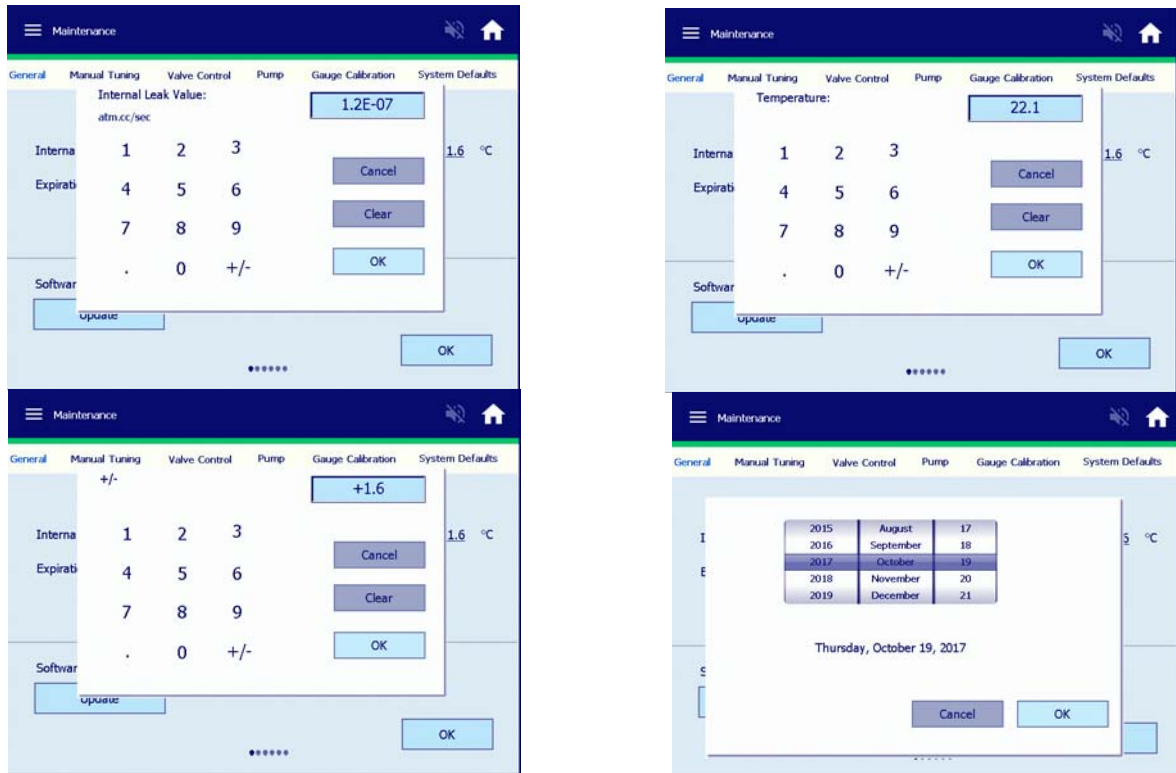 Maintenance
General Manual Tuning Valve Control Pump Gauge Calibration System Defaults
Internal Leak Value:
atm.cc/sec
1.2E-07
Interna
1.6 °C
Expirati
1 2 3
4 5 6
7 8 9
. 0 +/-
Cancel
Clear
OK
Softwar
Update
OK
Maintenance
General Manual Tuning Valve Control Pump Gauge Calibration System Defaults
Temperature:
22.1
Interna
1.6 °C
Expirati
1 2 3
4 5 6
7 8 9
. 0 +/-
Cancel
Clear
OK
Softwar
Update
OK
Maintenance
General Manual Tuning Valve Control Pump Gauge Calibration System Defaults
+/-
+1.6
Interna
1.6 °C
Expirati
1 2 3
4 5 6
7 8 9
. 0 +/-
Cancel
Clear
OK
Softwar
Update
OK
Maintenance
General Manual Tuning Valve Control Pump Gauge Calibration System Defaults
2015 August 17
2016 September 18
2017 October 19
2018 November 20
2019 December 21
°C
Thursday, October 19, 2017
Cancel OK